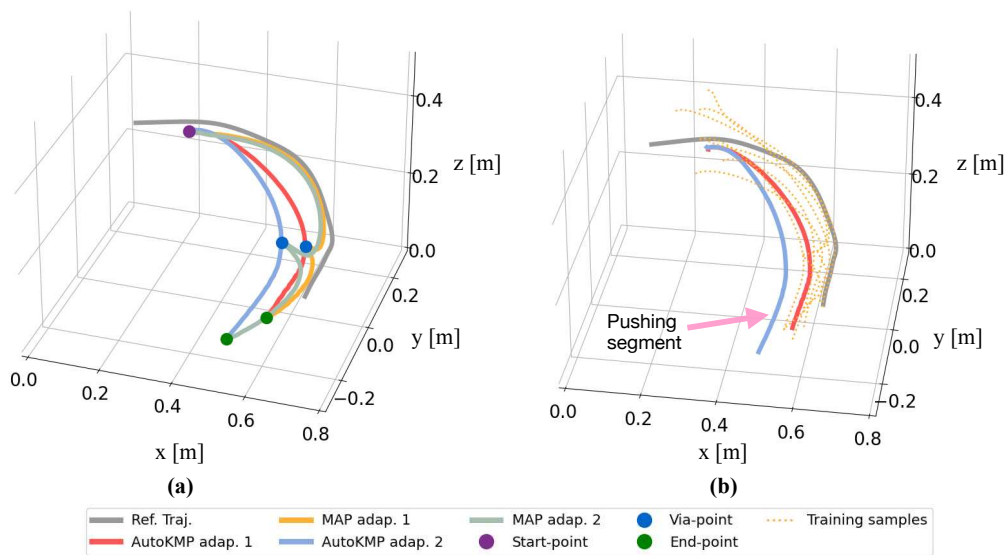 0.4
z [m]
0.2
0.0
0.2
y [m]
0.0
−0.2
0.0
0.2
0.4
0.6
0.8
x [m]
(a)
0.4
z [m]
0.2
0.0
0.2
y [m]
0.0
−0.2
Pushing
segment
0.0
0.2
0.4
0.6
0.8
x [m]
(b)
Ref. Traj.
MAP adap. 1
MAP adap. 2
Via-point
Training samples
AutoKMP adap. 1
AutoKMP adap. 2
Start-point
End-point